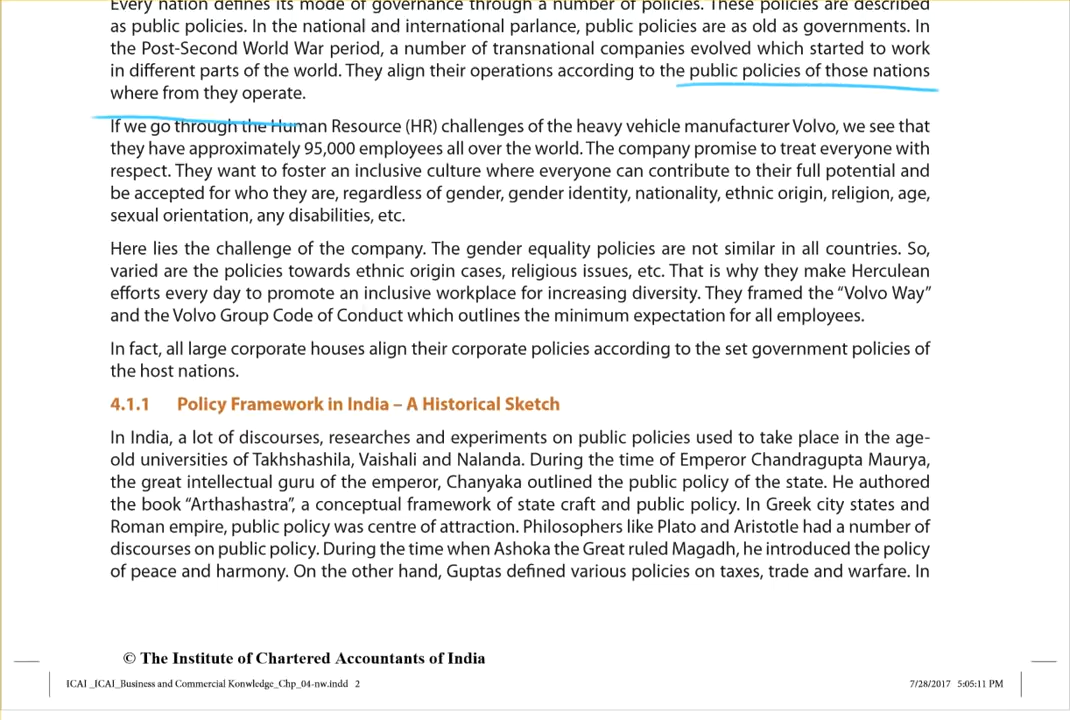 Every nation defines its mode of governance through a number of policies. These policies are described
as public policies. In the national and international parlance, public policies are as old as governments. In
the Post-Second World War period, a number of transnational companies evolved which started to work
in different parts of the world. They align their operations according to the public policies of those nations
where from they operate.
If we go through the Human Resource (HR) challenges of the heavy vehicle manufacturer Volvo, we see that
they have approximately 95,000 employees all over the world. The company promise to treat everyone with
respect. They want to foster an inclusive culture where everyone can contribute to their full potential and
be accepted for who they are, regardless of gender, gender identity, nationality, ethnic origin, religion, age,
sexual orientation, any disabilities, etc.
Here lies the challenge of the company. The gender equality policies are not similar in all countries. So,
varied are the policies towards ethnic origin cases, religious issues, etc. That is why they make Herculean
efforts every day to promote an inclusive workplace for increasing diversity. They framed the “Volvo Way”
and the Volvo Group Code of Conduct which outlines the minimum expectation for all employees.
In fact, all large corporate houses align their corporate policies according to the set government policies of
the host nations.
4.1.1 Policy Framework in India – A Historical Sketch
In India, a lot of discourses, researches and experiments on public policies used to take place in the age-
old universities of Takhshashila, Vaishali and Nalanda. During the time of Emperor Chandragupta Maurya,
the great intellectual guru of the emperor, Chanyaka outlined the public policy of the state. He authored
the book “Arthashastra”, a conceptual framework of state craft and public policy. In Greek city states and
Roman empire, public policy was centre of attraction. Philosophers like Plato and Aristotle had a number of
discourses on public policy. During the time when Ashoka the Great ruled Magadh, he introduced the policy
of peace and harmony. On the other hand, Guptas defined various policies on taxes, trade and warfare. In
© The Institute of Chartered Accountants of India
ICAI _ICAI_Business and Commercial Konwledge_Chp_04-nw.indd 2 7/28/2017 5:05:11 PM